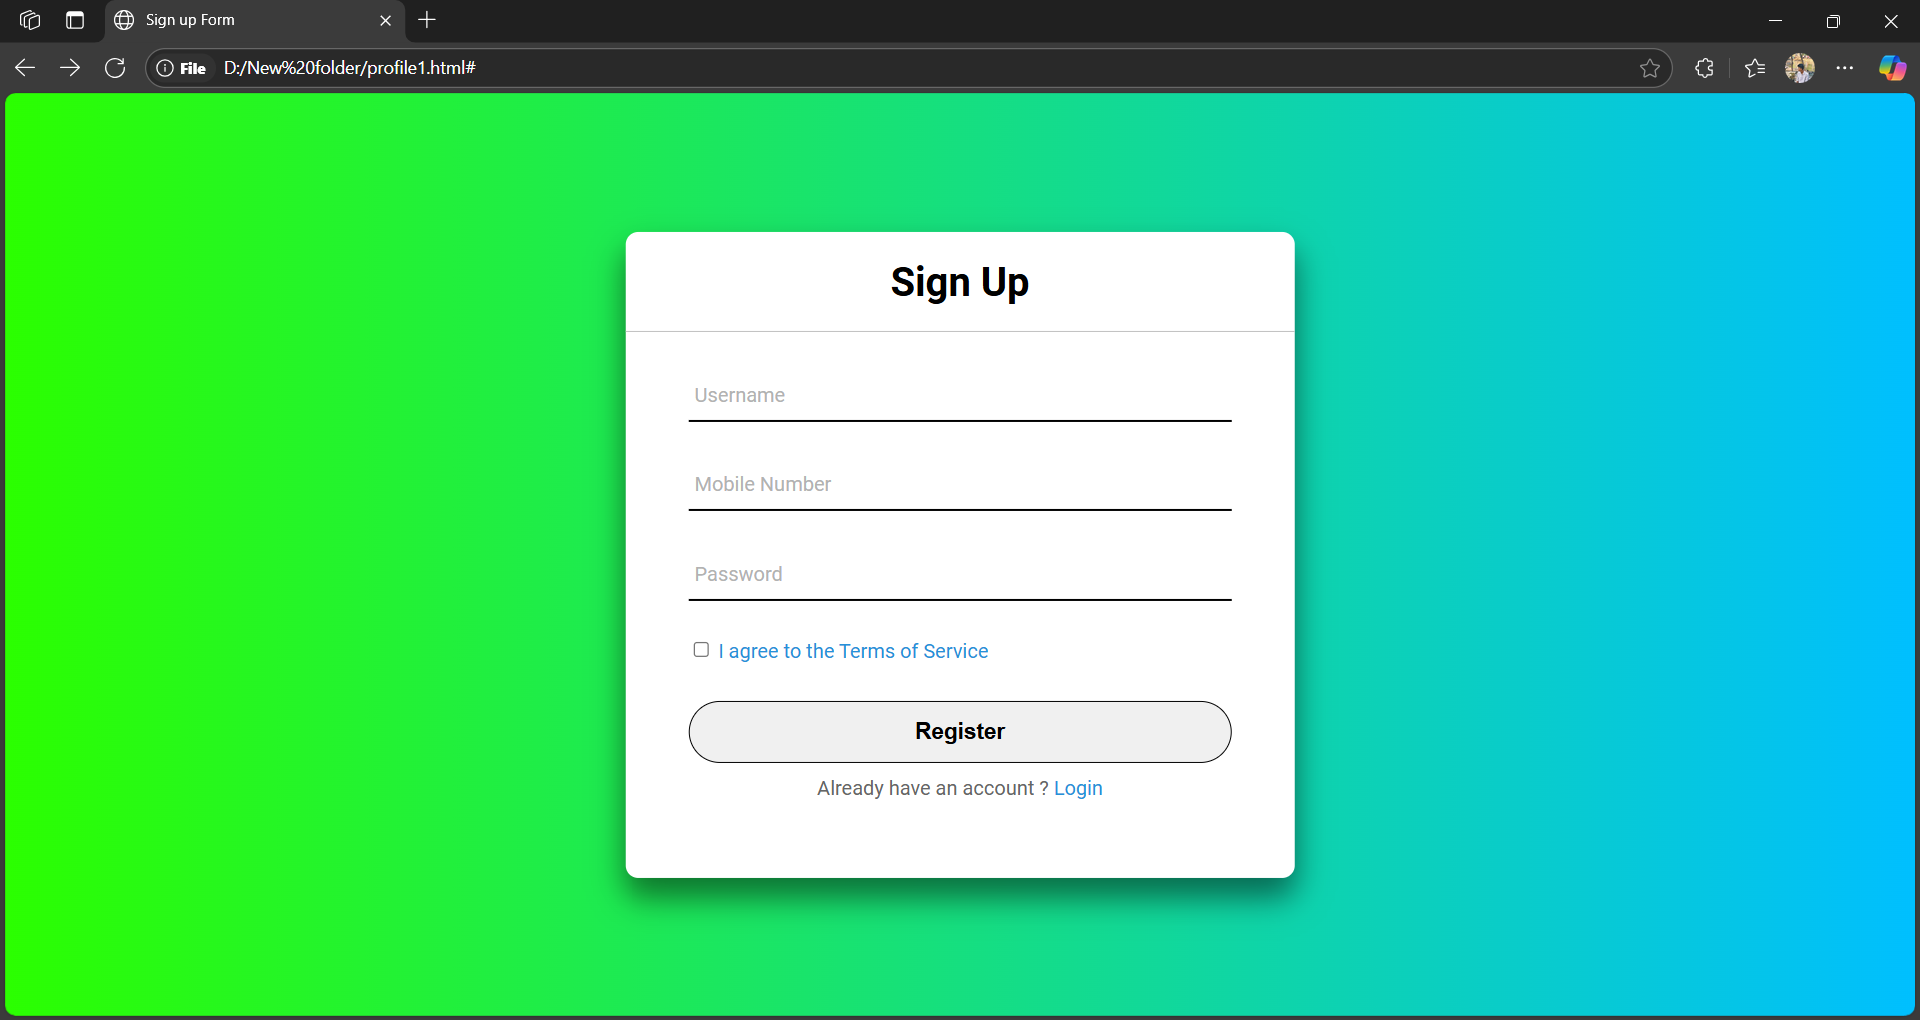 Sign up Form
File D:/New%20folder/profile1.html#
Sign Up
Username
Mobile Number
Password
I agree to the Terms of Service
Register
Already have an account ? Login